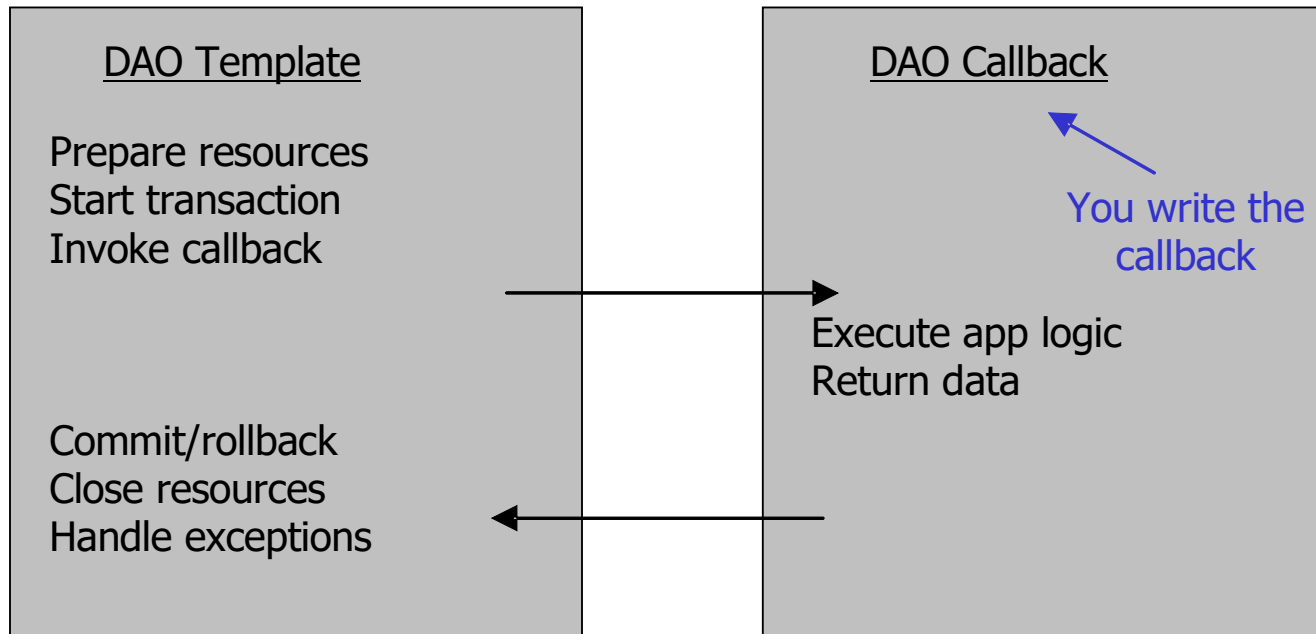 DAO Template
Prepare resources
Start transaction
Invoke callback
Commit/rollback
Close resources
Handle exceptions
DAO Callback
You write the
callback
Execute app logic
Return data